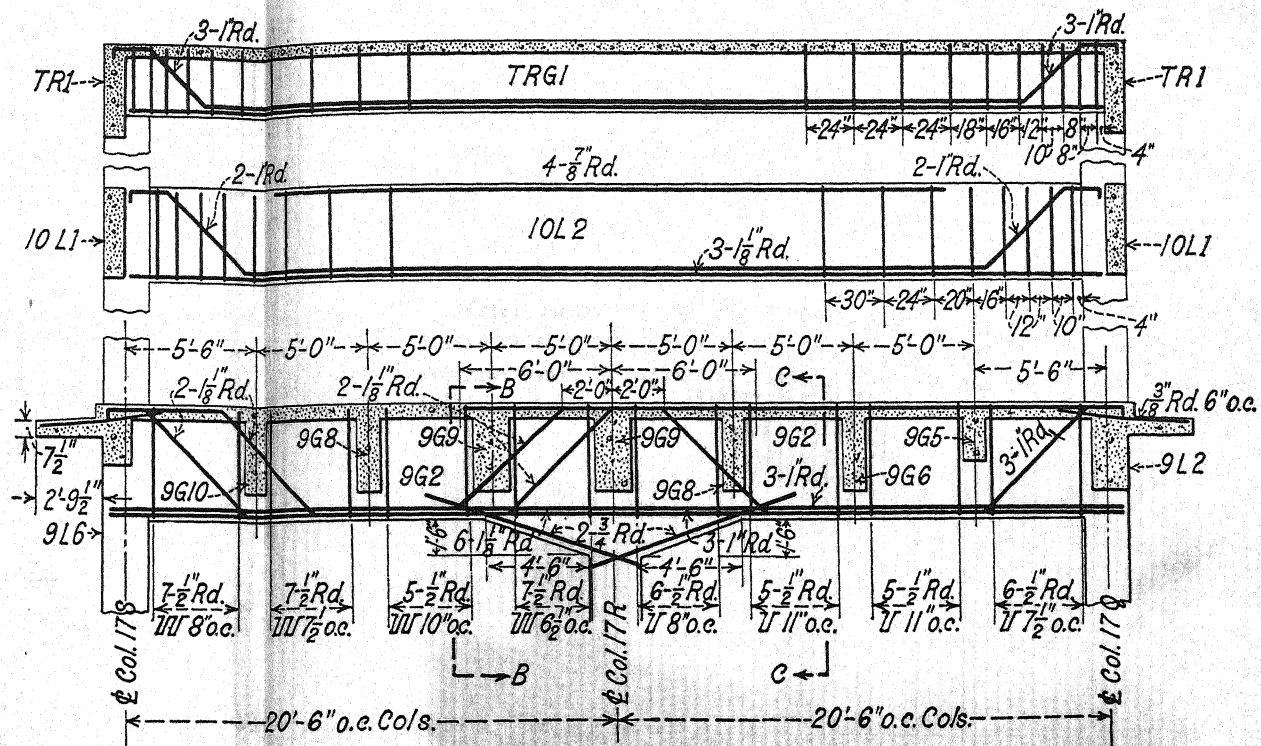 3-1"Rd. 3-1"Rd.
TR1 TRG1 TR1
24" 24" 24" 18" 16" 12" 10" 8" 8" 4"
2-1"Rd. 4-7/8"Rd. 2-1"Rd.
10L1 10L2 10L1
3-1 1/8"Rd.
30" 24" 20" 16" 12" 10" 4"
5'-6" 5'-0" 5'-0" 5'-0" 5'-0" 5'-0" 5'-0" 5'-6"
6'-0" 6'-0"
2-1 1/8"Rd. 2-1 1/8"Rd. B 2'-0" 2'-0" C
3/8"Rd. 6"o.c.
7 1/2" 9G8 9G9 9G9 9G2 9G5
9G10 9G2 9G8 3-1"Rd. 9G6 3-1"Rd. 9L2
2'-9 1/2"
9L6 1'-6" 6-1 1/8"Rd. 2 3/4"Rd. 3-1"Rd. 1'-6"
4'-6" 4'-6"
7-1/2"Rd. 7-1/2"Rd. 5-1/2"Rd. 7-1/2"Rd. 6-1/2"Rd. 5-1/2"Rd. 5-1/2"Rd. 6-1/2"Rd.
8"o.c. 7 1/2"o.c. 10"o.c. 6 1/2"o.c. 8"o.c. 11"o.c. 11"o.c. 7 1/2"o.c.
B C
℄ Col. 17S ℄ Col. 17R ℄ Col. 17
20'-6"o.c. Cols. 20'-6"o.c. Cols.